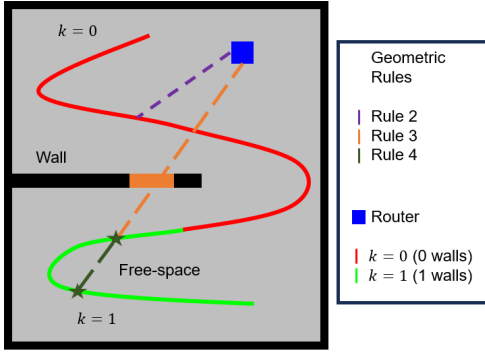 k = 0
Wall
Free-space
k = 1
Geometric
Rules
Rule 2
Rule 3
Rule 4
Router
k = 0 (0 walls)
k = 1 (1 walls)